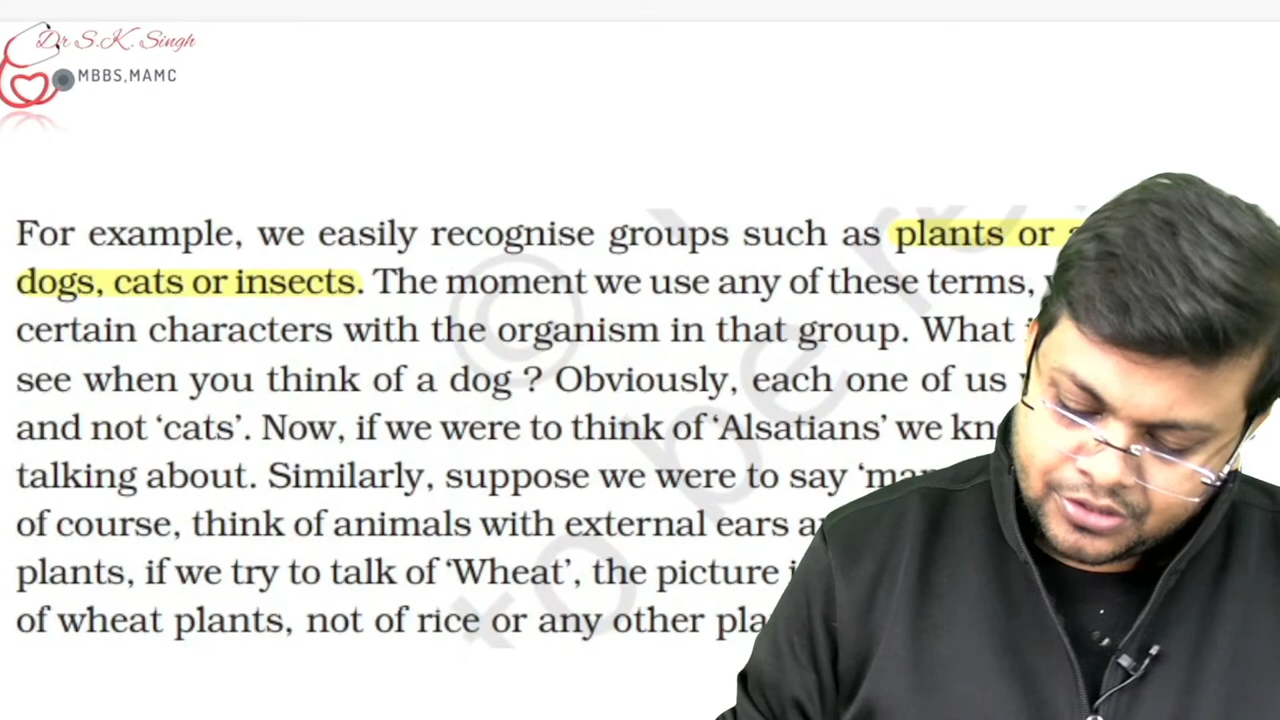 Dr S.K. Singh
MBBS,MAMC
For example, we easily recognise groups such as plants or
dogs, cats or insects. The moment we use any of these terms,
certain characters with the organism in that group. What
see when you think of a dog ? Obviously, each one of us
and not ‘cats’. Now, if we were to think of ‘Alsatians’ we
talking about. Similarly, suppose we were to say
of course, think of animals with external ears
plants, if we try to talk of ‘Wheat’, the picture
of wheat plants, not of rice or any other
to be